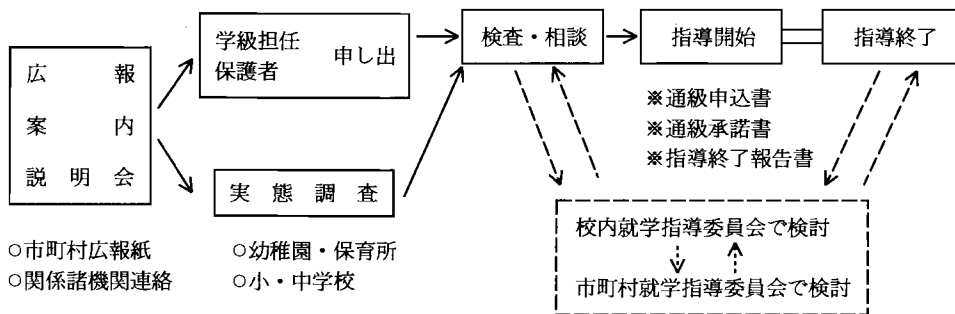 広報
案内
説明会
○市町村広報紙
○関係諸機関連絡
学級担任
保護者
申し出
実態調査
○幼稚園・保育所
○小・中学校
検査・相談
指導開始
指導終了
※通級申込書
※通級承諾書
※指導終了報告書
校内就学指導委員会で検討
市町村就学指導委員会で検討